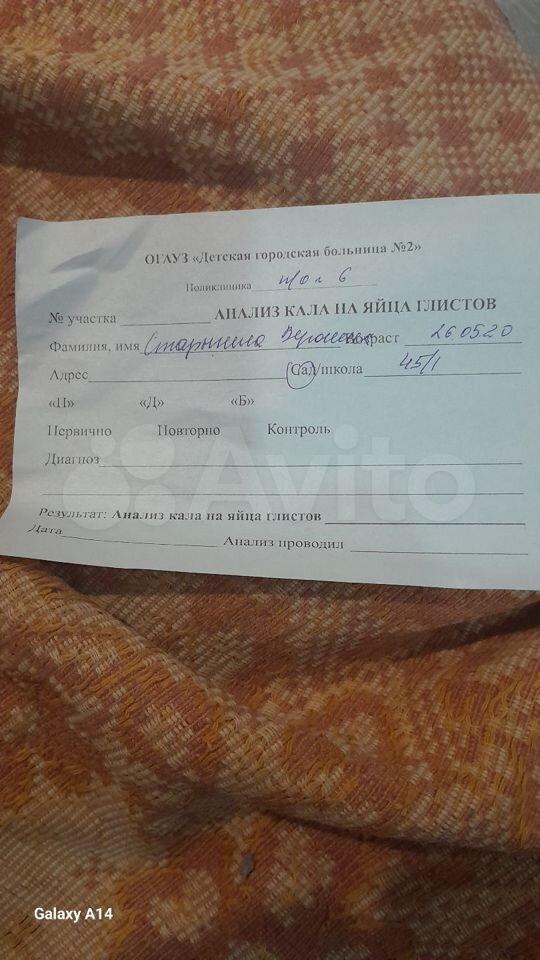 ОГАУЗ «Детская городская больница №2»
Поликлиника п/о л 6
№ участка АНАЛИЗ КАЛА НА ЯЙЦА ГЛИСТОВ
Фамилия, имя Возраст 26.05.20
Адрес Сад/школа 45/1
«П» «Д» «Б»
Первично Повторно Контроль
Диагноз
Результат: Анализ кала на яйца глистов
Дата Анализ проводил
Avito
Galaxy A14